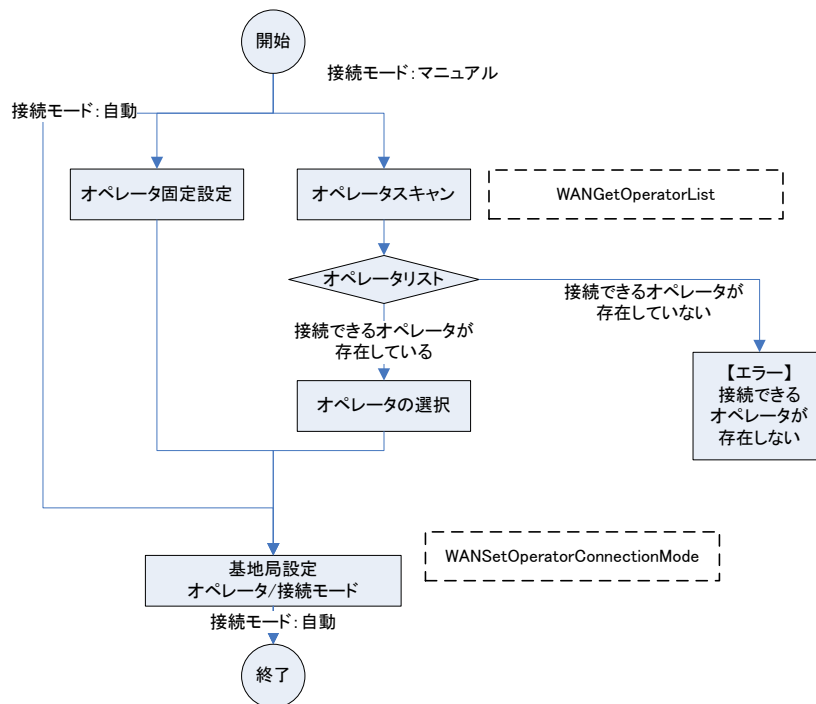 開始
接続モード：マニュアル
接続モード：自動
オペレータ固定設定
オペレータスキャン
WANGetOperatorList
オペレータリスト
接続できるオペレータが
存在していない
接続できるオペレータが
存在している
【エラー】
接続できる
オペレータが
存在しない
オペレータの選択
WANSetOperatorConnectionMode
基地局設定
オペレータ/接続モード
接続モード：自動
終了